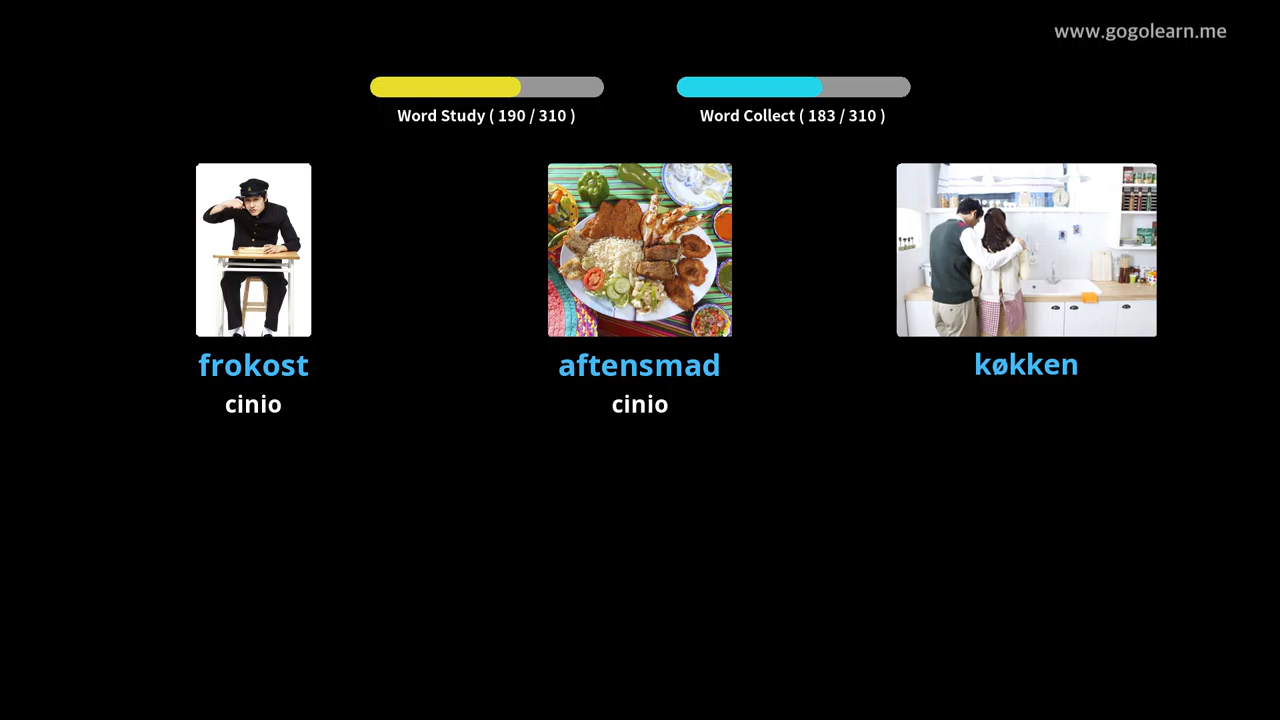 www.gogolearn.me
Word Study ( 190 / 310 )
Word Collect ( 183 / 310 )
frokost
aftensmad
køkken
cinio
cinio